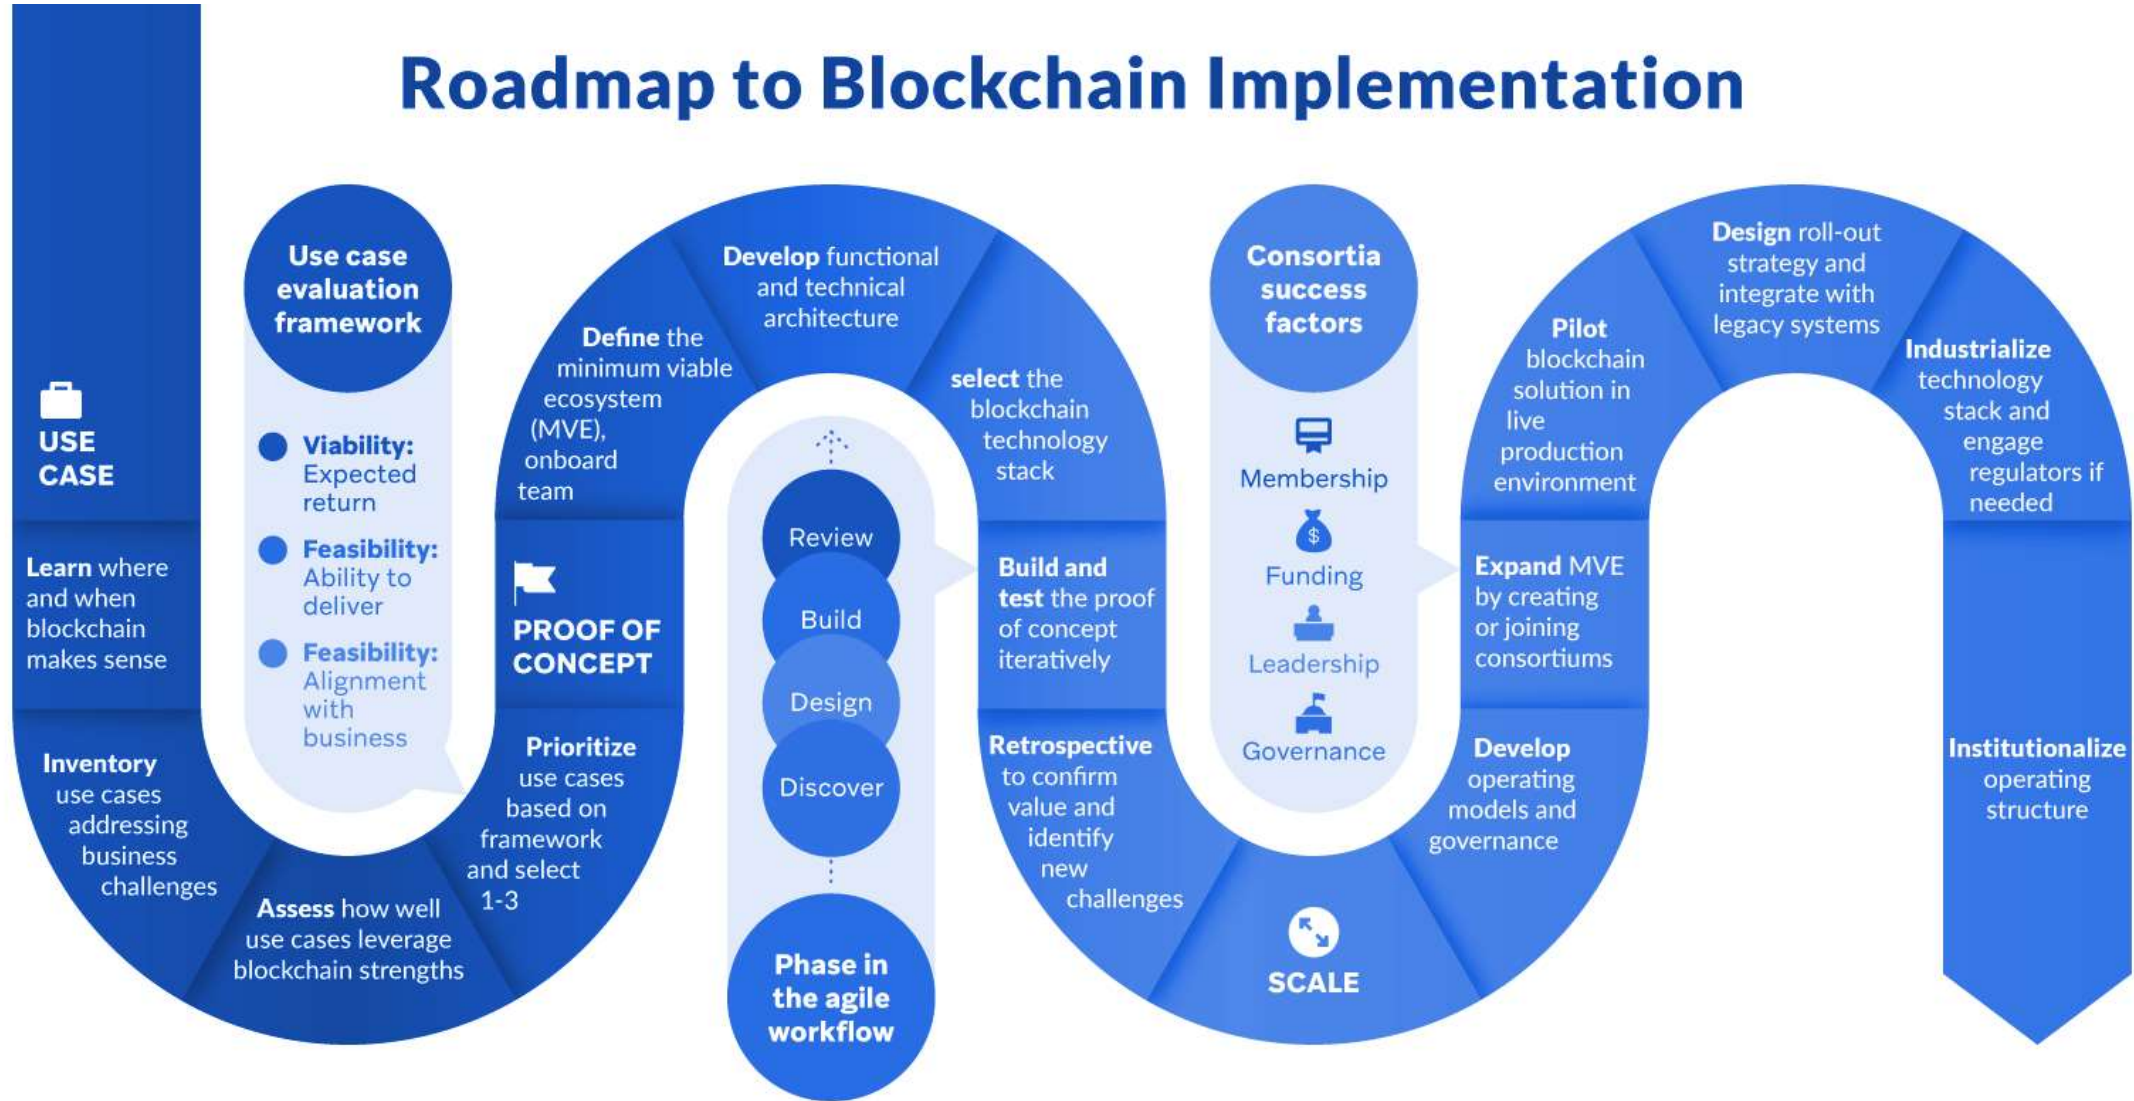 Roadmap to Blockchain Implementation
USE
CASE
Learn where
and when
blockchain
makes sense
Inventory
use cases
addressing
business
challenges
Assess how well
use cases leverage
blockchain strengths
Use case
evaluation
framework
Viability:
Expected
return
Feasibility:
Ability to
deliver
Feasibility:
Alignment
with
business
Prioritize
use cases
based on
framework
and select
1-3
PROOF OF
CONCEPT
Define the
minimum viable
ecosystem
(MVE),
onboard
team
Develop functional
and technical
architecture
select the
blockchain
technology
stack
Review
Build
Design
Discover
Phase in
the agile
workflow
Build and
test the proof
of concept
iteratively
Retrospective
to confirm
value and
identify
new
challenges
SCALE
Consortia
success
factors
Membership
$
Funding
Leadership
Governance
Develop
operating
models and
governance
Expand MVE
by creating
or joining
consortiums
Pilot
blockchain
solution in
live
production
environment
Design roll-out
strategy and
integrate with
legacy systems
Industrialize
technology
stack and
engage
regulators if
needed
Institutionalize
operating
structure